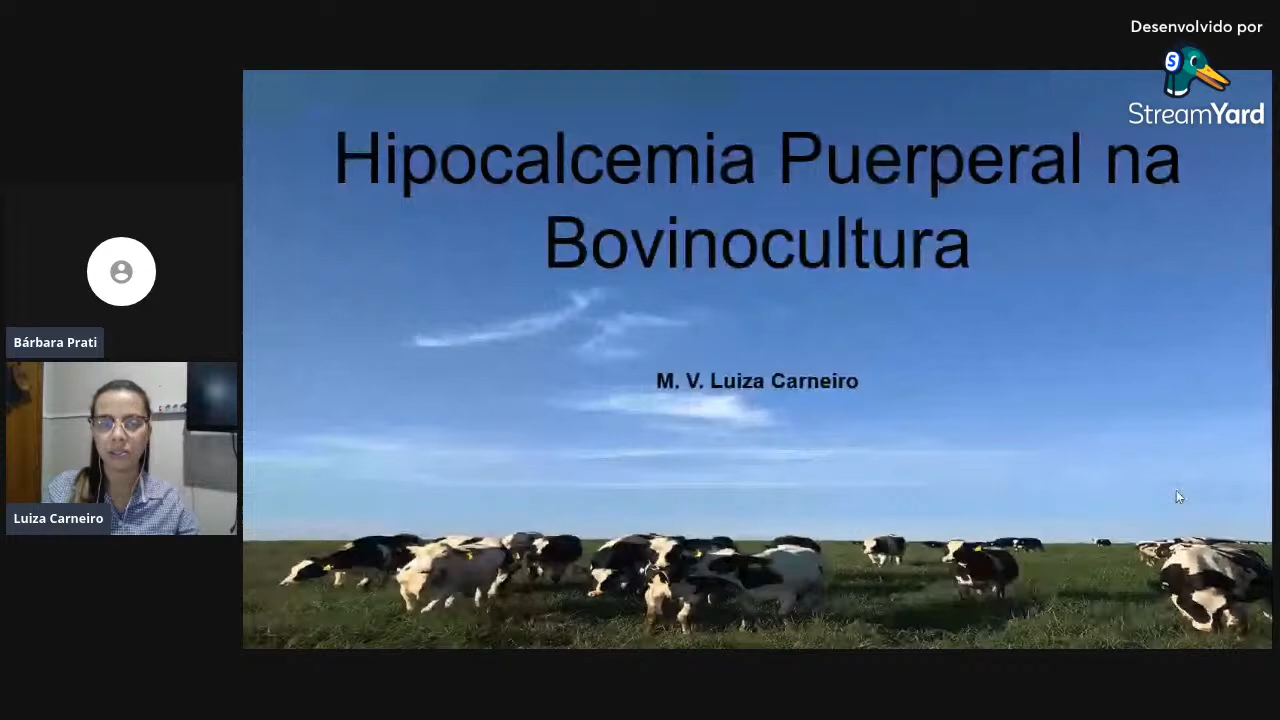 Desenvolvido por
StreamYard
Hipocalcemia Puerperal na
Bovinocultura
M. V. Luiza Carneiro
Bárbara Prati
Luiza Carneiro